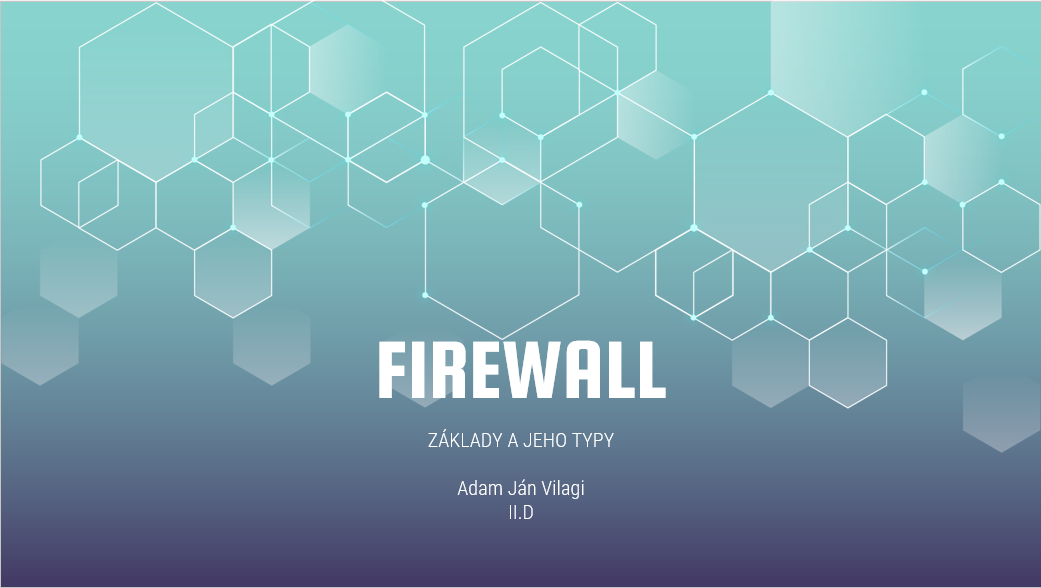 FIREWALL
ZÁKLADY A JEHO TYPY
Adam Ján Vilagi
II.D